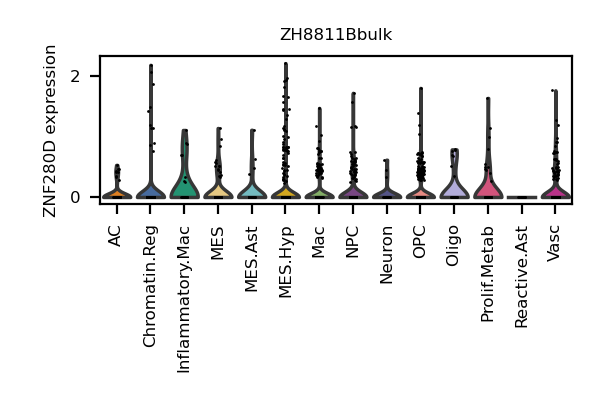 ZH8811Bbulk
ZNF280D expression
2
0
AC
Chromatin.Reg
Inflammatory.Mac
MES
MES.Ast
MES.Hyp
Mac
NPC
Neuron
OPC
Oligo
Prolif.Metab
Reactive.Ast
Vasc